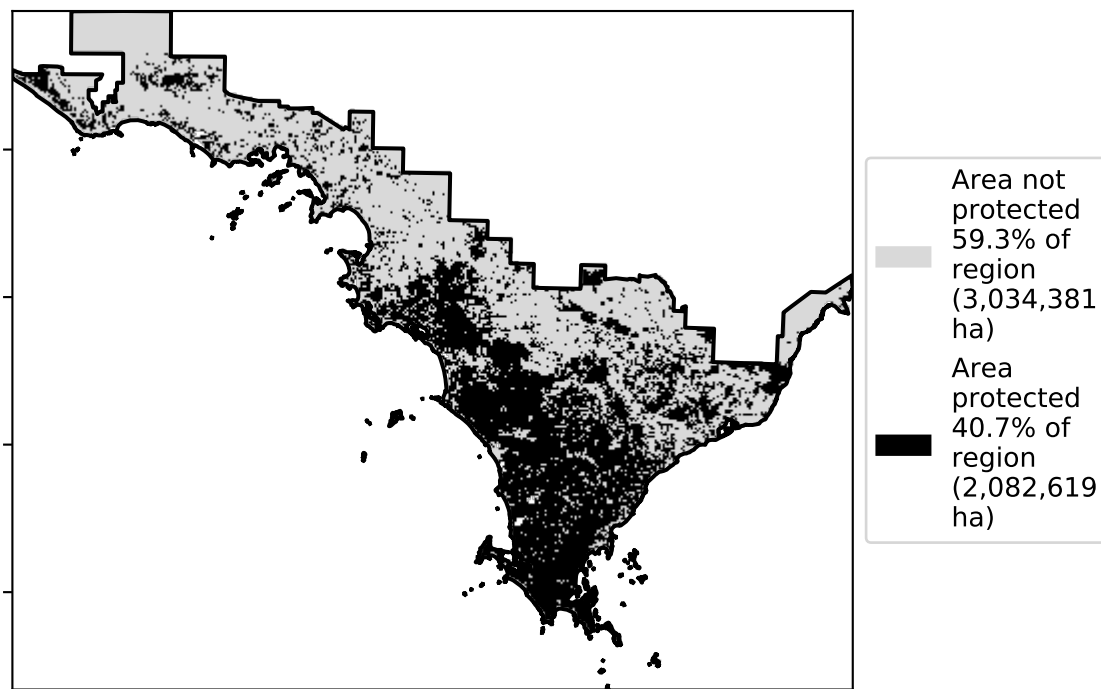 Area not
protected
59.3% of
region
(3,034,381
ha)
Area
protected
40.7% of
region
(2,082,619
ha)